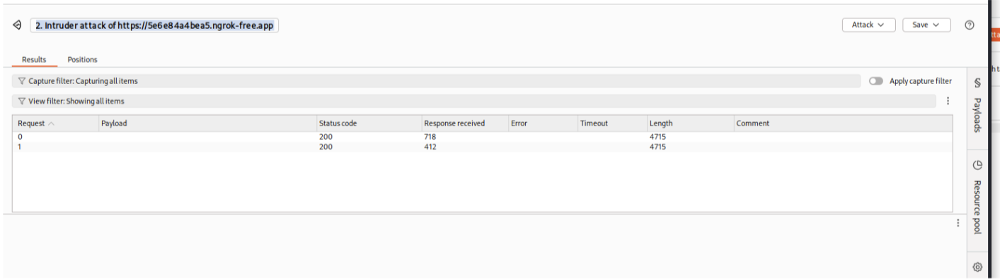 2. Intruder attack of https://5e6e84a4bea5.ngrok-free.app
Attack Save
Results Positions
Capture filter: Capturing all items Apply capture filter
View filter: Showing all items
Request Payload Status code Response received Error Timeout Length Comment
0 200 718 4715
1 200 412 4715
Payloads
Resource pool